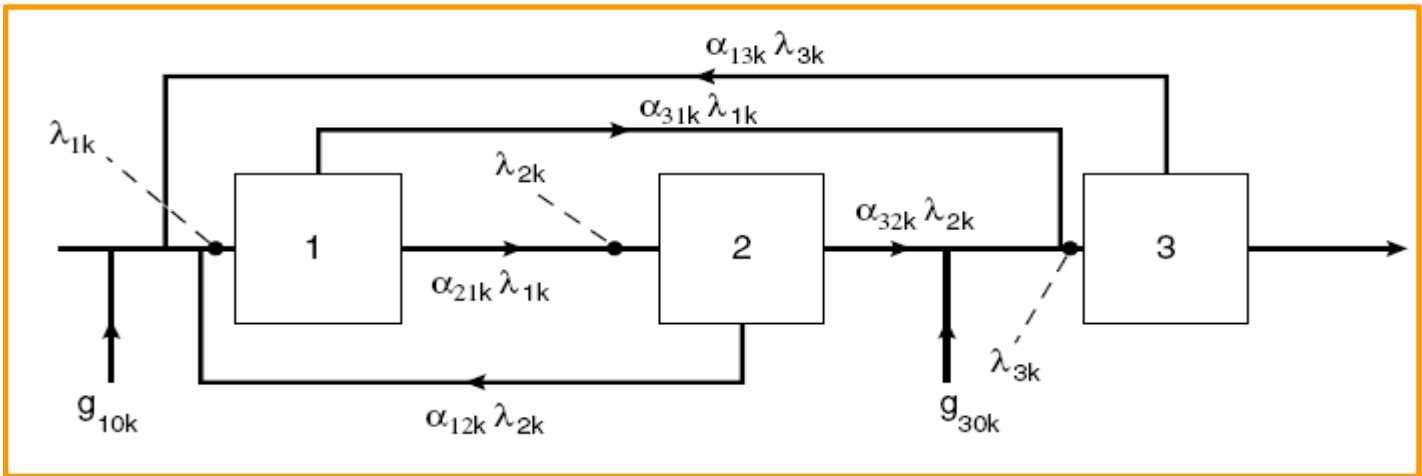 α13k λ3k
α31k λ1k
λ1k
λ2k
α32k λ2k
1
2
3
α21k λ1k
λ3k
g10k
α12k λ2k
g30k